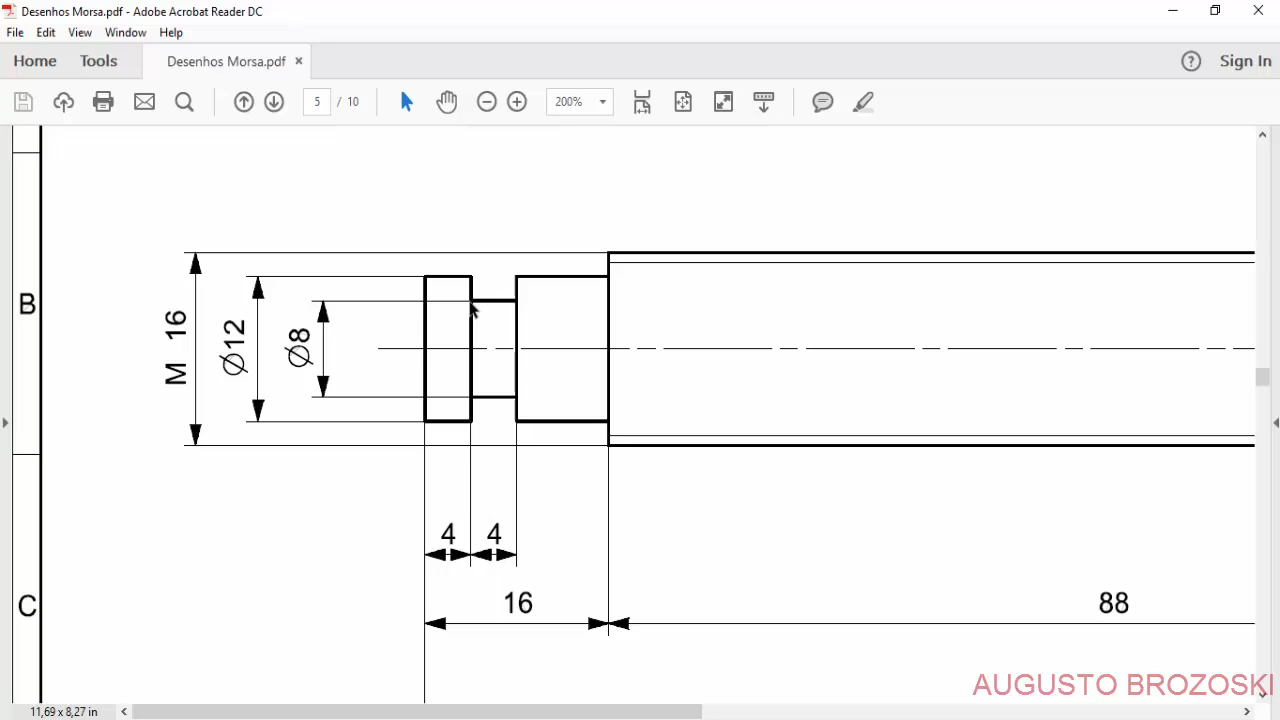 Desenhos Morsa.pdf - Adobe Acrobat Reader DC
File Edit View Window Help
Home Tools Desenhos Morsa.pdf × ? Sign In
5 / 10 200%
B
M 16
Ø12
Ø8
4 4
C
16 88
AUGUSTO BROZOSKI
11,69 x 8,27 in